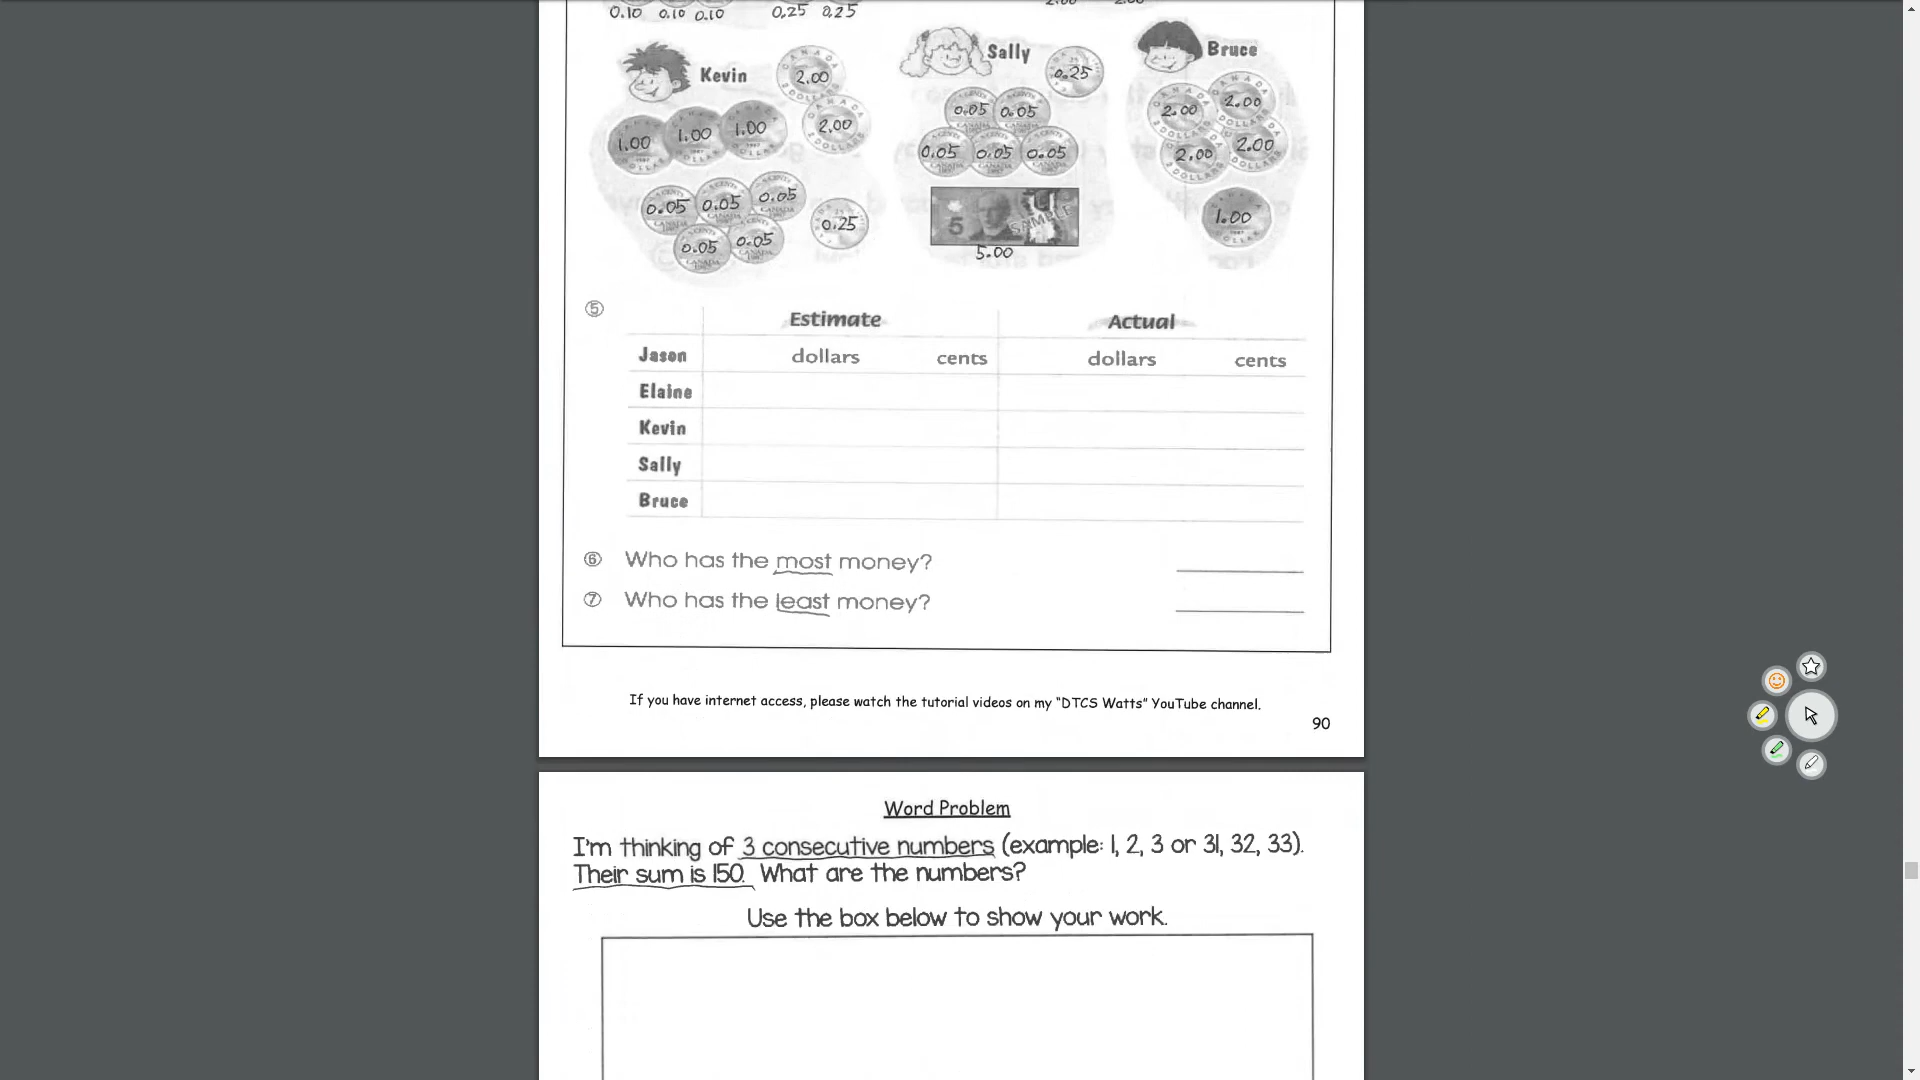 0.10 0.10 0.10 0.25 0.25
Kevin 2.00
Sally 0.25
Bruce
1.00 1.00 1.00 2.00
0.05 0.05
2.00 2.00
0.05 0.05 0.05
2.00 2.00
0.05 0.05 0.05
0.05 0.05 0.25
5 SAMPLE
5.00
1.00
⑤
Estimate Actual
Jason dollars cents dollars cents
Elaine
Kevin
Sally
Bruce
⑥ Who has the most money?
⑦ Who has the least money?
If you have internet access, please watch the tutorial videos on my “DTCS Watts” YouTube channel.
90
Word Problem
I'm thinking of 3 consecutive numbers (example: 1, 2, 3 or 31, 32, 33).
Their sum is 150. What are the numbers?
Use the box below to show your work.